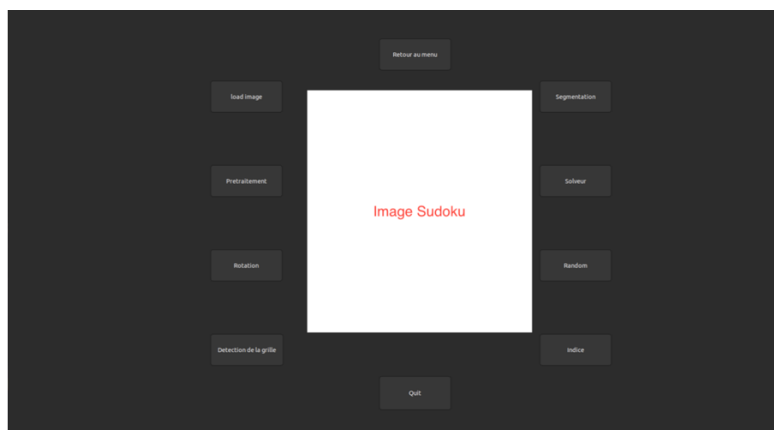 Retour au menu
load image
Segmentation
Pretraitement
Solveur
Image Sudoku
Rotation
Random
Detection de la grille
Indice
Quit